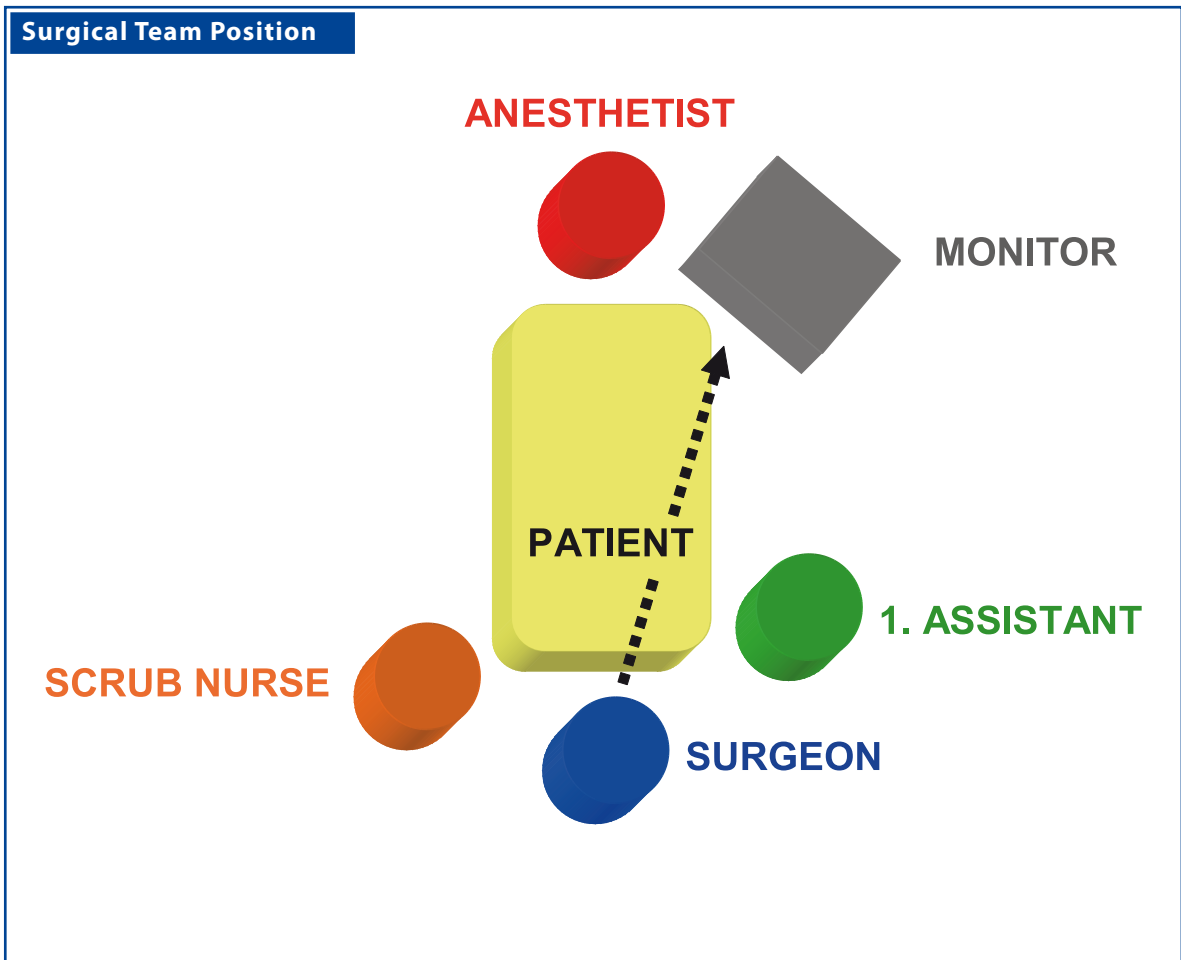 Surgical Team Position
ANESTHETIST
MONITOR
PATIENT
1. ASSISTANT
SCRUB NURSE
SURGEON